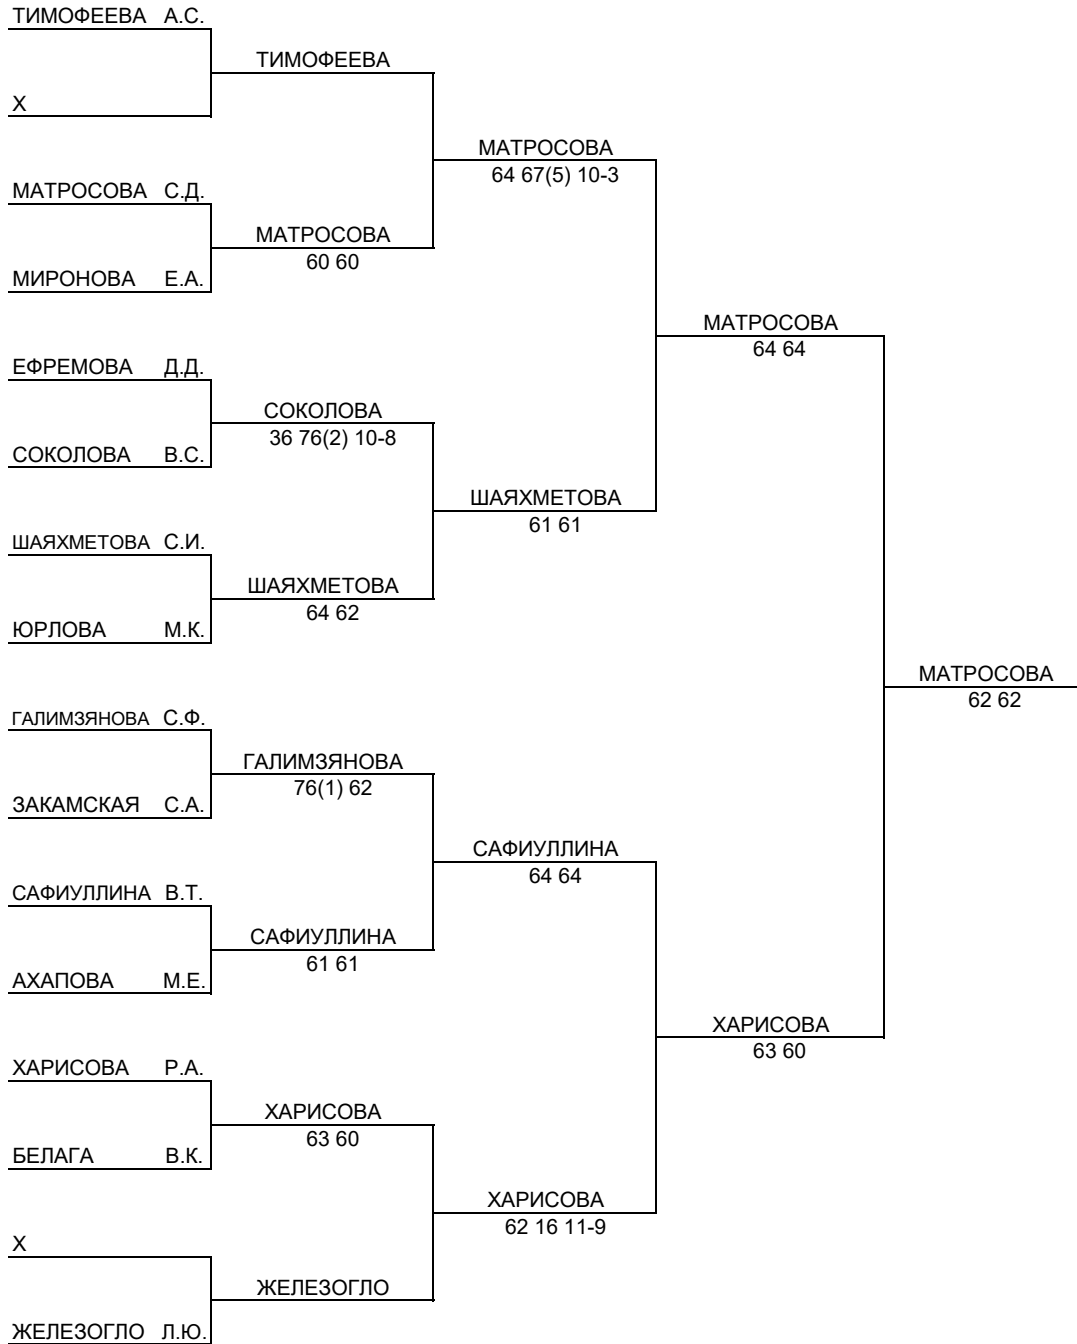 ТИМОФЕЕВА А.С.
ТИМОФЕЕВА
Х
МАТРОСОВА
64 67(5) 10-3
МАТРОСОВА С.Д.
МАТРОСОВА
60 60
МИРОНОВА Е.А.
МАТРОСОВА
64 64
ЕФРЕМОВА Д.Д.
СОКОЛОВА
36 76(2) 10-8
СОКОЛОВА В.С.
ШАЯХМЕТОВА
61 61
ШАЯХМЕТОВА С.И.
ШАЯХМЕТОВА
64 62
ЮРЛОВА М.К.
МАТРОСОВА
62 62
ГАЛИМЗЯНОВА С.Ф.
ГАЛИМЗЯНОВА
76(1) 62
ЗАКАМСКАЯ С.А.
САФИУЛЛИНА
64 64
САФИУЛЛИНА В.Т.
САФИУЛЛИНА
61 61
АХАПОВА М.Е.
ХАРИСОВА
63 60
ХАРИСОВА Р.А.
ХАРИСОВА
63 60
БЕЛАГА В.К.
ХАРИСОВА
62 16 11-9
Х
ЖЕЛЕЗОГЛО
ЖЕЛЕЗОГЛО Л.Ю.